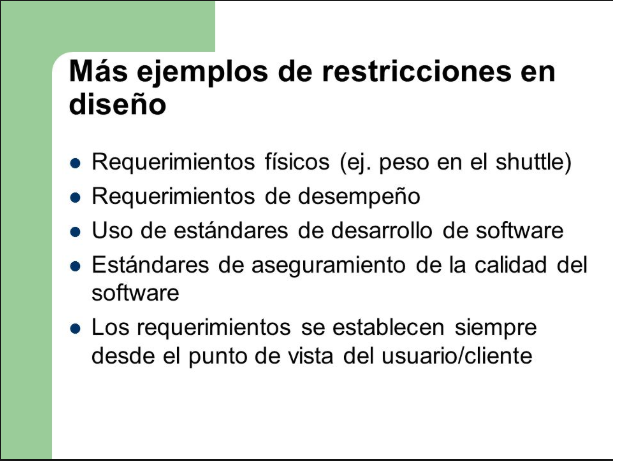 Más ejemplos de restricciones en
diseño
● Requerimientos físicos (ej. peso en el shuttle)
● Requerimientos de desempeño
● Uso de estándares de desarrollo de software
● Estándares de aseguramiento de la calidad del
software
● Los requerimientos se establecen siempre
desde el punto de vista del usuario/cliente